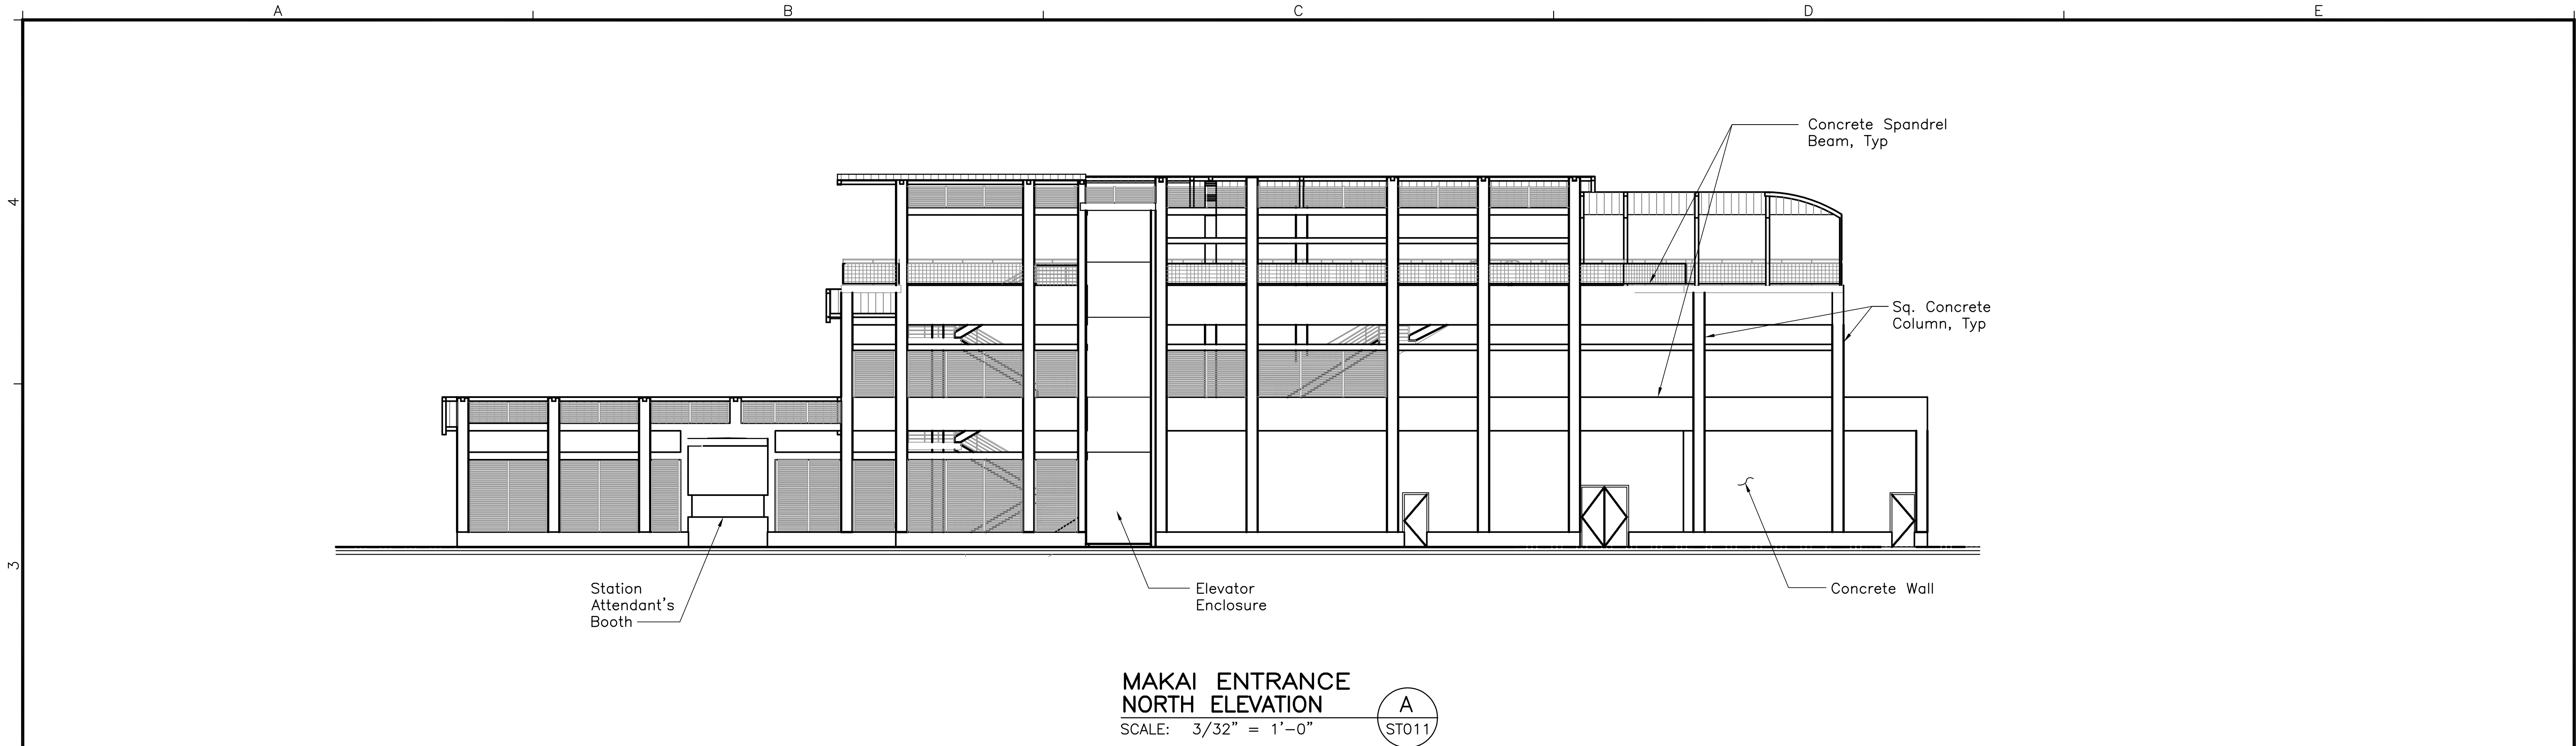 A B C D E
Concrete Spandrel
Beam, Typ
4
Sq. Concrete
Column, Typ
3
Station
Attendant's
Booth
Elevator
Enclosure
Concrete Wall
MAKAI ENTRANCE
NORTH ELEVATION
SCALE: 3/32" = 1'-0"
A
ST011